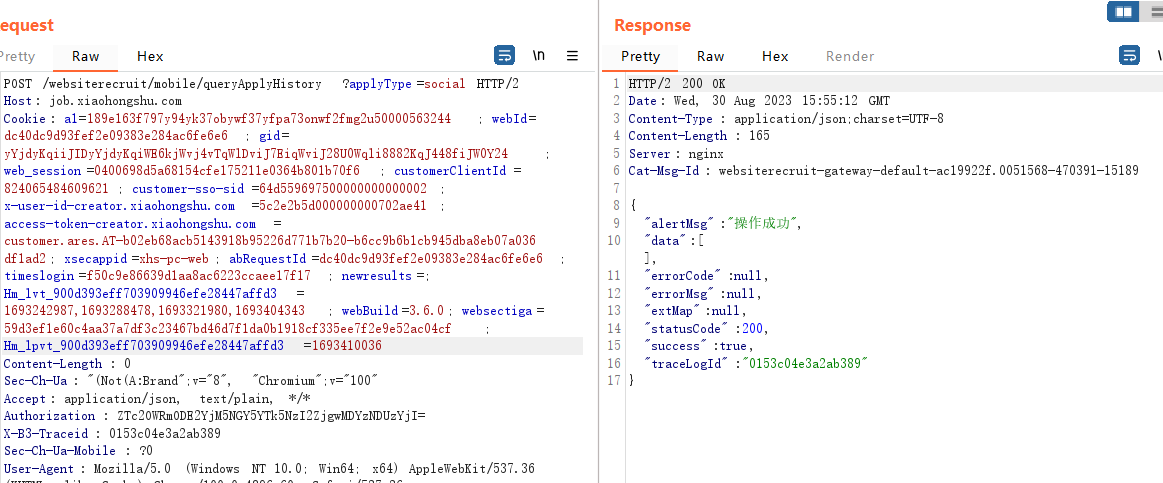 equest
Pretty Raw Hex \n
POST /websiterecruit/mobile/queryApplyHistory ?applyType =social HTTP/2
Host : job.xiaohongshu.com
Cookie : a1=189e163f797y94yk37obywf37yfpa73onwf2fmg2u50000563244 ; webId=
dc40dc9d93fef2e09383e284ac6fe6e6 ; gid=
yYjdyKqiiJIDyYjdyKqiWE6kjWvj4vTqWlDviJ7EiqWviJ28U0Wqli8882KqJ448fiJW0Y24 ;
web_session =0400698d5a68154cfe175211e0364b801b70f6 ; customerClientId =
824065484609621 ; customer-sso-sid =64d559697500000000000002 ;
x-user-id-creator.xiaohongshu.com =5c2e2b5d000000000702ae41 ;
access-token-creator.xiaohongshu.com =
customer.ares.AT-b02eb68acb5143918b95226d771b7b20-b6cc9b6b1cb945dba8eb07a036
df1ad2 ; xsecappid =xhs-pc-web ; abRequestId =dc40dc9d93fef2e09383e284ac6fe6e6 ;
timeslogin =f50c9e86639d1aa8ac6223ccaee17f17 ; newresults =;
Hm_lvt_900d393eff703909946efe28447affd3 =
1693242987,1693288478,1693321980,1693404343 ; webBuild =3.6.0 ; websectiga =
59d3ef1e60c4aa37a7df3c23467bd46d7f1da0b1918cf335ee7f2e9e52ac04cf ;
Hm_lpvt_900d393eff703909946efe28447affd3 =1693410036
Content-Length : 0
Sec-Ch-Ua : "(Not(A:Brand";v="8", "Chromium";v="100"
Accept : application/json, text/plain, */*
Authorization : ZTc2OWRmODE2YjM5NGY5YTk5NzI2ZjgwMDYzNDUzYjI=
X-B3-Traceid : 0153c04e3a2ab389
Sec-Ch-Ua-Mobile : ?0
User-Agent : Mozilla/5.0 (Windows NT 10.0; Win64; x64) AppleWebKit/537.36
Response
Pretty Raw Hex Render
1 HTTP/2 200 OK
2 Date : Wed, 30 Aug 2023 15:55:12 GMT
3 Content-Type : application/json;charset=UTF-8
4 Content-Length : 165
5 Server : nginx
6 Cat-Msg-Id : websiterecruit-gateway-default-ac19922f.0051568-470391-15189
7
8 {
9 "alertMsg" :"操作成功",
10 "data" :[
],
11 "errorCode" :null,
12 "errorMsg" :null,
13 "extMap" :null,
14 "statusCode" :200,
15 "success" :true,
16 "traceLogId" :"0153c04e3a2ab389"
17 }